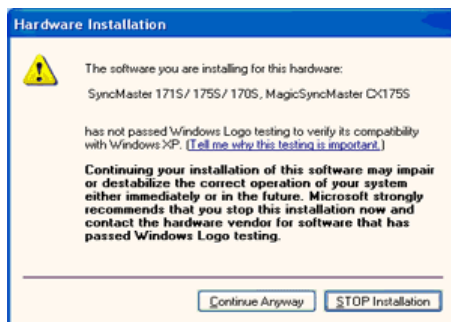 Hardware Installation
The software you are installing for this hardware:
SyncMaster 171S/ 175S/ 170S, MagicSyncMaster CX175S
has not passed Windows Logo testing to verify its compatibility
with Windows XP. (Tell me why this testing is important.)
Continuing your installation of this software may impair
or destabilize the correct operation of your system
either immediately or in the future. Microsoft strongly
recommends that you stop this installation now and
contact the hardware vendor for software that has
passed Windows Logo testing.
Continue Anyway
STOP Installation